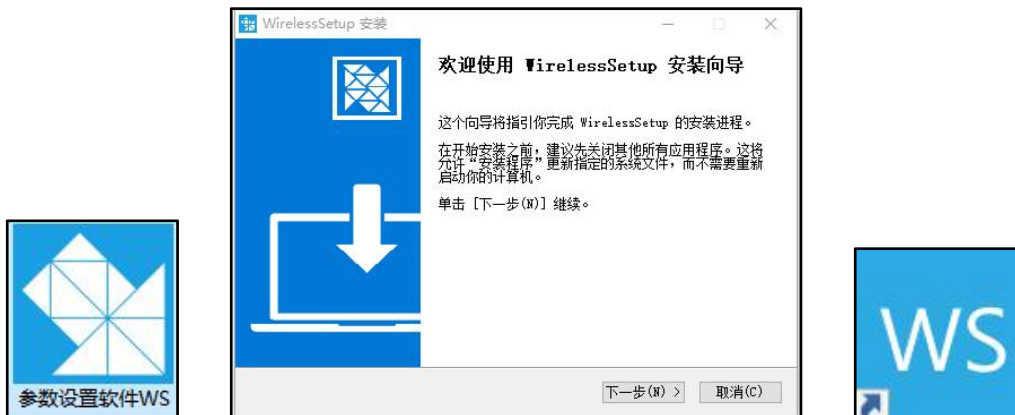 WirelessSetup 安装
欢迎使用 WirelessSetup 安装向导
这个向导将指引你完成 WirelessSetup 的安装进程。
在开始安装之前，建议先关闭其他所有应用程序。这将
允许“安装程序”更新指定的系统文件，而不需要重新
启动你的计算机。
单击 [下一步(N)] 继续。
下一步(N) >
取消(C)
参数设置软件WS
WS